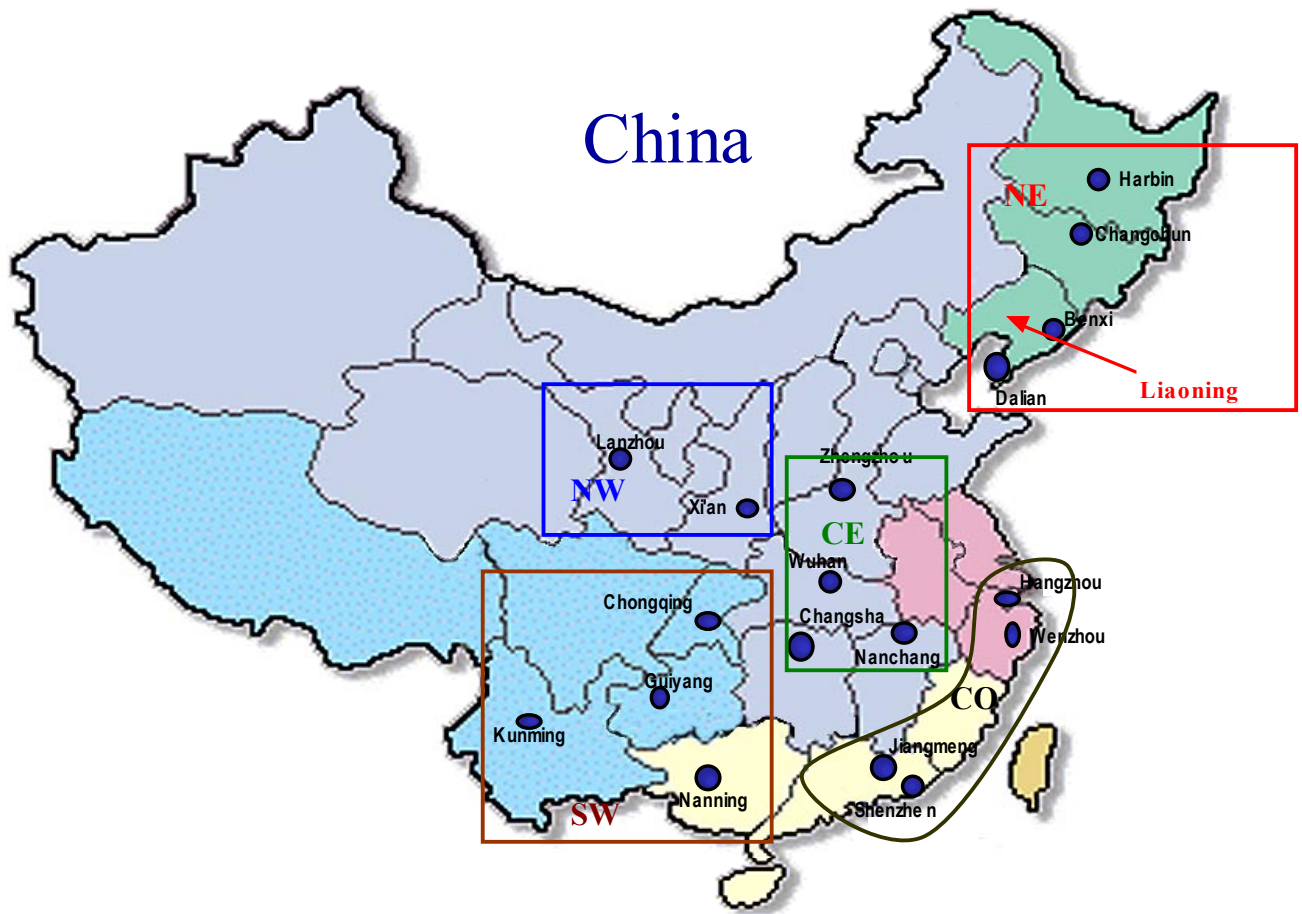 China
Harbin
NE
Changchun
Benxi
Liaoning
Dalian
Lanzhou
NW
Xi'an
Zhengzhou
CE
Wuhan
Hangzhou
Chongqing
Changsha
Wenzhou
Nanchang
Guiyang
CO
Kunming
Jiangmeng
Nanning
Shenzhen
SW